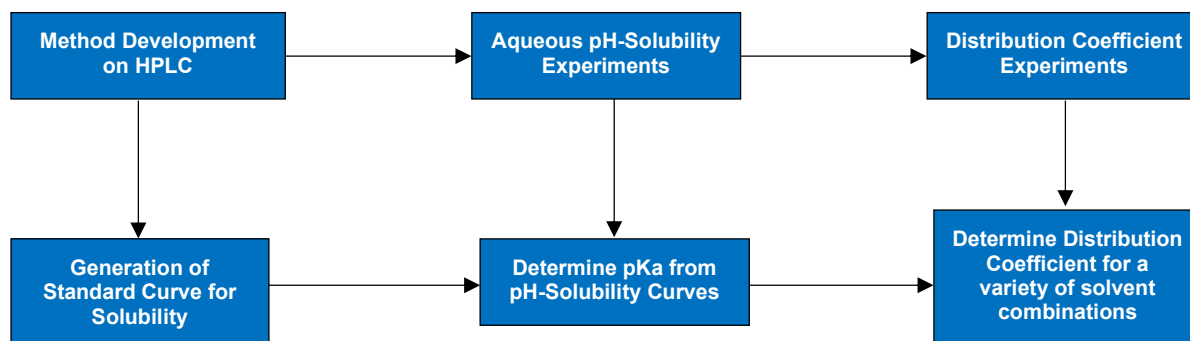 Method Development
on HPLC
Aqueous pH-Solubility
Experiments
Distribution Coefficient
Experiments
Generation of
Standard Curve for
Solubility
Determine pKa from
pH-Solubility Curves
Determine Distribution
Coefficient for a
variety of solvent
combinations